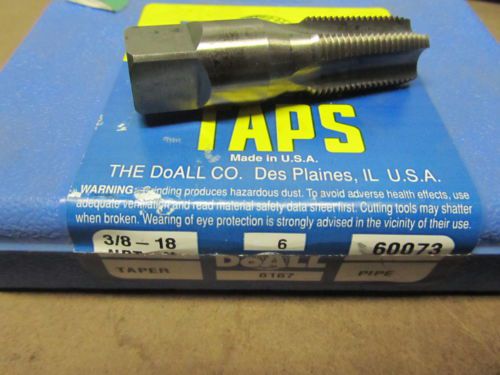 TAPS
Made in U.S.A.
THE DoALL CO. Des Plaines, IL U.S.A.
WARNING: Grinding produces hazardous dust. To avoid adverse health effects, use
adequate ventilation and read material safety data sheet first. Cutting tools may shatter
when broken. Wearing of eye protection is strongly advised in the vicinity of their use.
3/8 – 18 6 60073
NPT
TAPER DoALL PIPE
6187